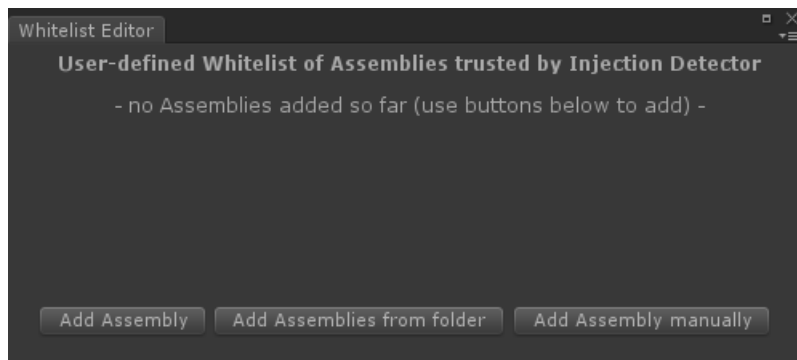 Whitelist Editor
User-defined Whitelist of Assemblies trusted by Injection Detector
- no Assemblies added so far (use buttons below to add) -
Add Assembly Add Assemblies from folder Add Assembly manually